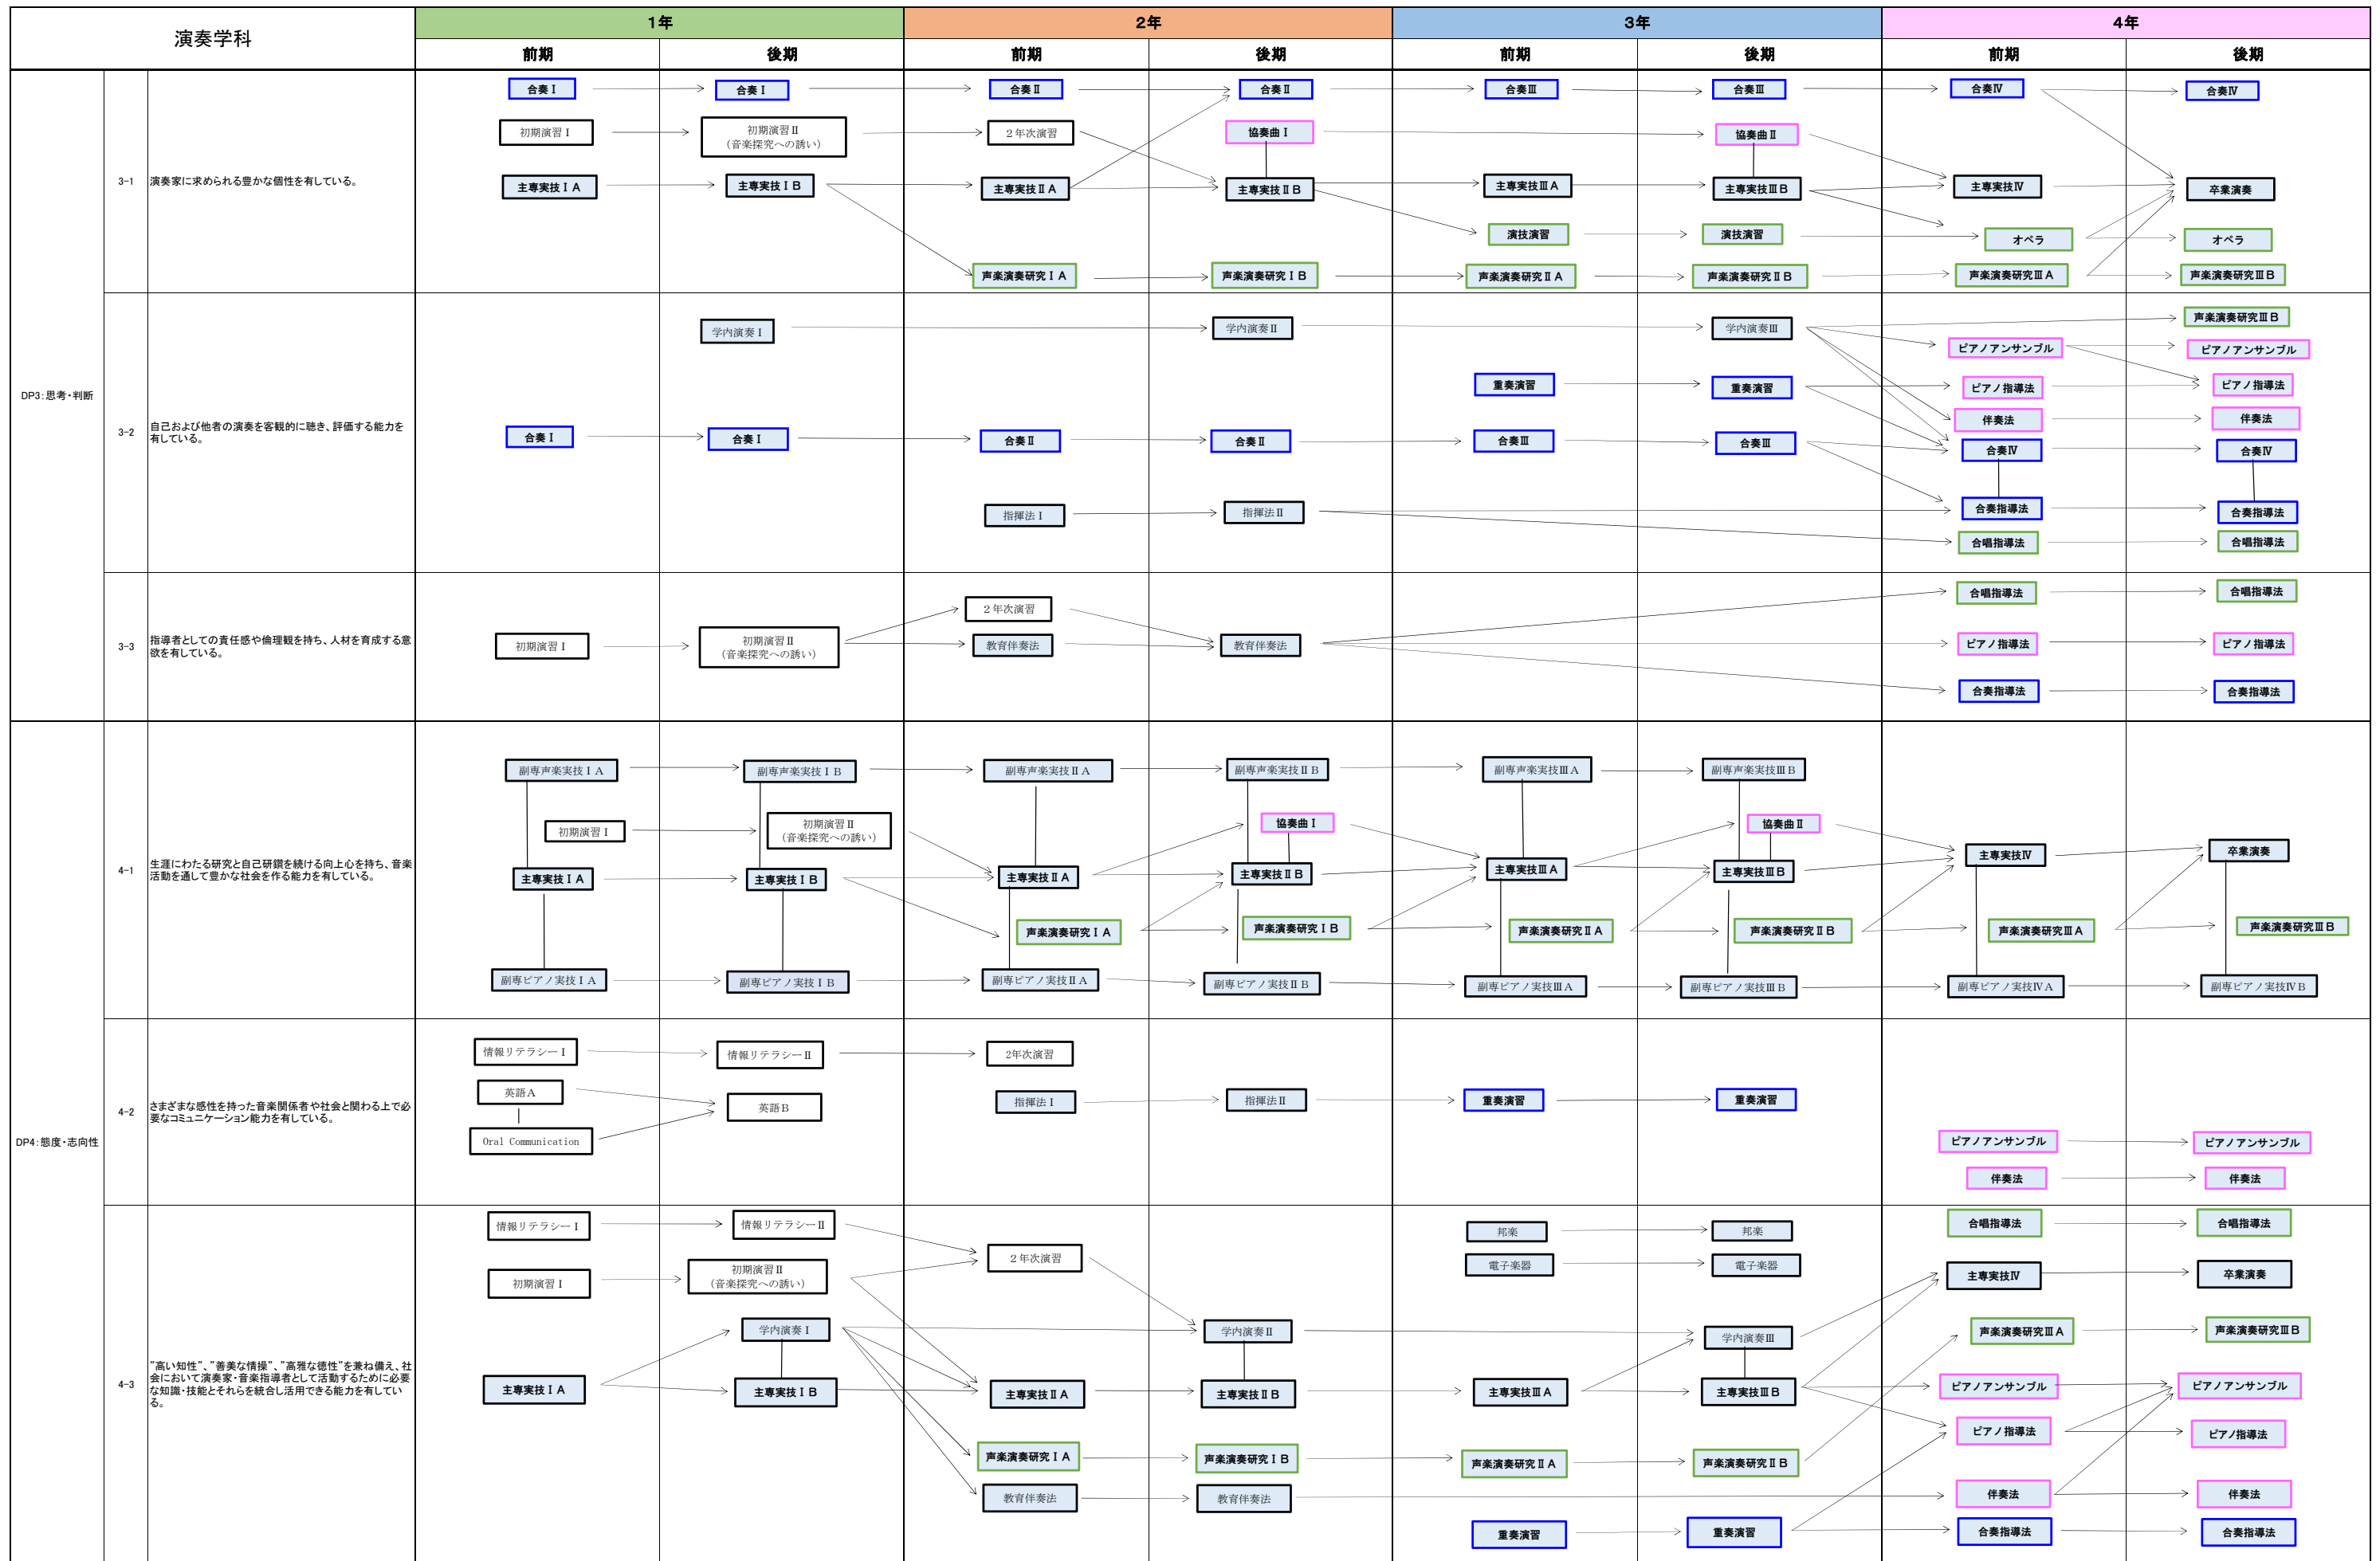 演奏学科
1年
2年
3年
4年
前期
後期
前期
後期
前期
後期
前期
後期
DP3：思考・判断
3-1
演奏家に求められる豊かな個性を有している。
合奏Ⅰ
合奏Ⅰ
合奏Ⅱ
合奏Ⅱ
合奏Ⅲ
合奏Ⅲ
合奏Ⅳ
合奏Ⅳ
初期演習Ⅰ
初期演習Ⅱ
（音楽探究への誘い）
２年次演習
協奏曲Ⅰ
協奏曲Ⅱ
主専実技ⅠA
主専実技ⅠB
主専実技ⅡA
主専実技ⅡB
主専実技ⅢA
主専実技ⅢB
主専実技Ⅳ
卒業演奏
演技演習
演技演習
オペラ
オペラ
声楽演奏研究ⅠA
声楽演奏研究ⅠB
声楽演奏研究ⅡA
声楽演奏研究ⅡB
声楽演奏研究ⅢA
声楽演奏研究ⅢB
3-2
自己および他者の演奏を客観的に聴き、評価する能力を
有している。
学内演奏Ⅰ
学内演奏Ⅱ
学内演奏Ⅲ
声楽演奏研究ⅢB
ピアノアンサンブル
ピアノアンサンブル
重奏演習
重奏演習
ピアノ指導法
ピアノ指導法
伴奏法
伴奏法
合奏Ⅰ
合奏Ⅰ
合奏Ⅱ
合奏Ⅱ
合奏Ⅲ
合奏Ⅲ
合奏Ⅳ
合奏Ⅳ
指揮法Ⅰ
指揮法Ⅱ
合奏指導法
合奏指導法
合唱指導法
合唱指導法
3-3
指導者としての責任感や倫理観を持ち、人材を育成する意
欲を有している。
２年次演習
合唱指導法
合唱指導法
初期演習Ⅰ
初期演習Ⅱ
（音楽探究への誘い）
教育伴奏法
教育伴奏法
ピアノ指導法
ピアノ指導法
合奏指導法
合奏指導法
DP4：態度・志向性
4-1
生涯にわたる研究と自己研鑽を続ける向上心を持ち、音楽
活動を通して豊かな社会を作る能力を有している。
副専声楽実技ⅠA
副専声楽実技ⅠB
副専声楽実技ⅡA
副専声楽実技ⅡB
副専声楽実技ⅢA
副専声楽実技ⅢB
初期演習Ⅰ
初期演習Ⅱ
（音楽探究への誘い）
協奏曲Ⅰ
協奏曲Ⅱ
主専実技ⅠA
主専実技ⅠB
主専実技ⅡA
主専実技ⅡB
主専実技ⅢA
主専実技ⅢB
主専実技Ⅳ
卒業演奏
声楽演奏研究ⅠA
声楽演奏研究ⅠB
声楽演奏研究ⅡA
声楽演奏研究ⅡB
声楽演奏研究ⅢA
声楽演奏研究ⅢB
副専ピアノ実技ⅠA
副専ピアノ実技ⅠB
副専ピアノ実技ⅡA
副専ピアノ実技ⅡB
副専ピアノ実技ⅢA
副専ピアノ実技ⅢB
副専ピアノ実技ⅣA
副専ピアノ実技ⅣB
4-2
さまざまな感性を持った音楽関係者や社会と関わる上で必
要なコミュニケーション能力を有している。
情報リテラシーⅠ
情報リテラシーⅡ
2年次演習
英語A
英語B
指揮法Ⅰ
指揮法Ⅱ
重奏演習
重奏演習
Oral Communication
ピアノアンサンブル
ピアノアンサンブル
伴奏法
伴奏法
4-3
"高い知性"、"善美な情操"、"高雅な徳性"を兼ね備え、社
会において演奏家・音楽指導者として活動するために必要
な知識・技能とそれらを統合し活用できる能力を有してい
る。
情報リテラシーⅠ
情報リテラシーⅡ
邦楽
邦楽
合唱指導法
合唱指導法
２年次演習
初期演習Ⅰ
初期演習Ⅱ
（音楽探究への誘い）
電子楽器
電子楽器
主専実技Ⅳ
卒業演奏
学内演奏Ⅰ
学内演奏Ⅱ
学内演奏Ⅲ
声楽演奏研究ⅢA
声楽演奏研究ⅢB
主専実技ⅠA
主専実技ⅠB
主専実技ⅡA
主専実技ⅡB
主専実技ⅢA
主専実技ⅢB
ピアノアンサンブル
ピアノアンサンブル
ピアノ指導法
ピアノ指導法
声楽演奏研究ⅠA
声楽演奏研究ⅠB
声楽演奏研究ⅡA
声楽演奏研究ⅡB
教育伴奏法
教育伴奏法
伴奏法
伴奏法
重奏演習
重奏演習
合奏指導法
合奏指導法